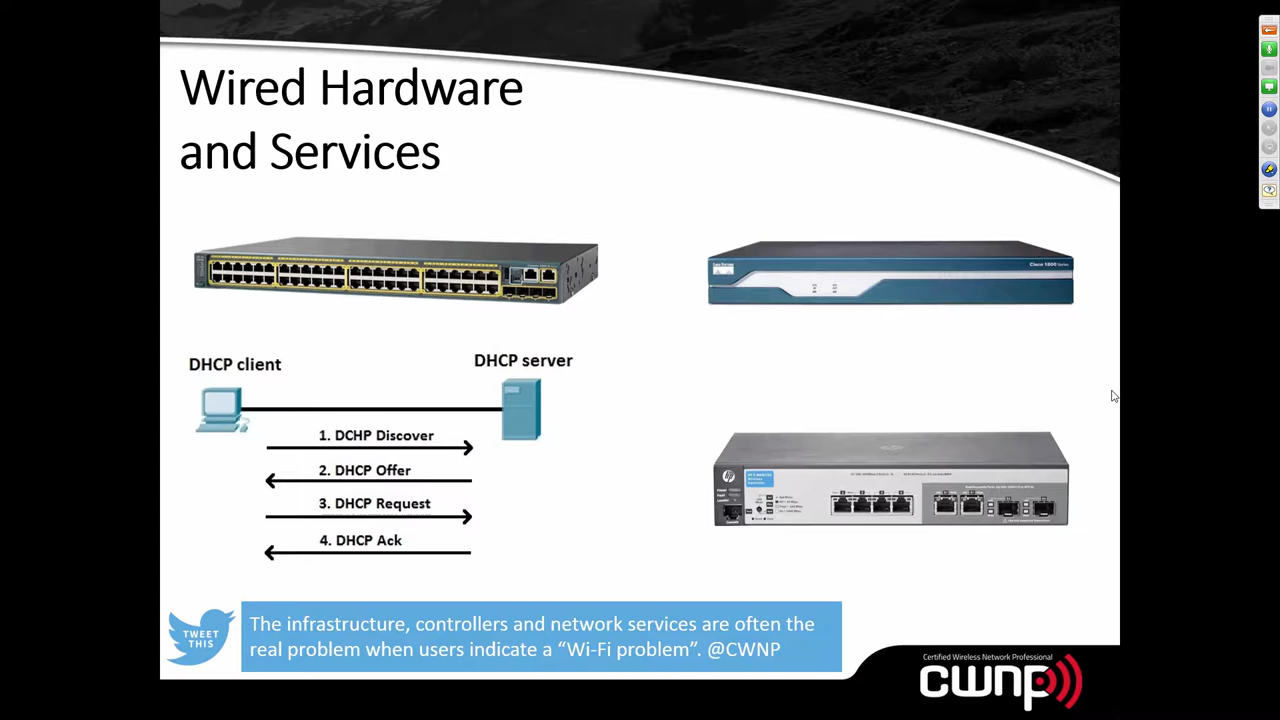 Wired Hardware
and Services
Cisco 1800 Series
DHCP client
DHCP server
1. DCHP Discover
2. DHCP Offer
3. DHCP Request
4. DHCP Ack
hp
TWEET
THIS
The infrastructure, controllers and network services are often the
real problem when users indicate a “Wi-Fi problem”. @CWNP
Certified Wireless Network Professional
cwnp